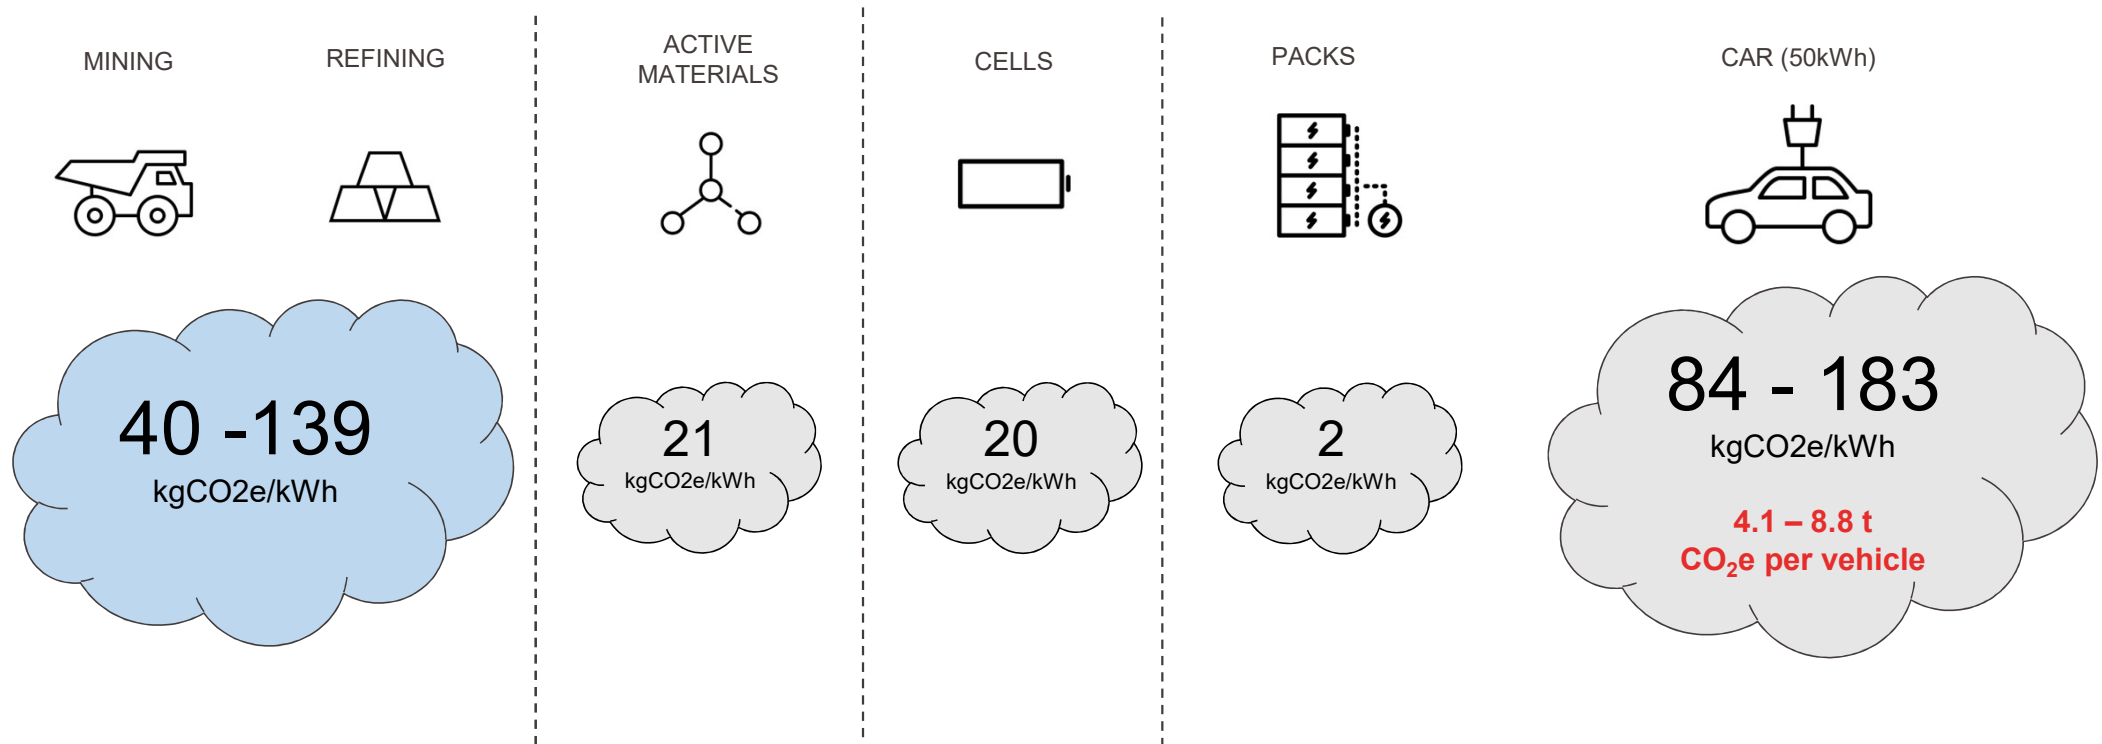 MINING
REFINING
ACTIVE
MATERIALS
CELLS
PACKS
CAR (50kWh)
40 -139
kgCO2e/kWh
21
kgCO2e/kWh
20
kgCO2e/kWh
2
kgCO2e/kWh
84 - 183
kgCO2e/kWh
4.1 – 8.8 t
CO₂e per vehicle